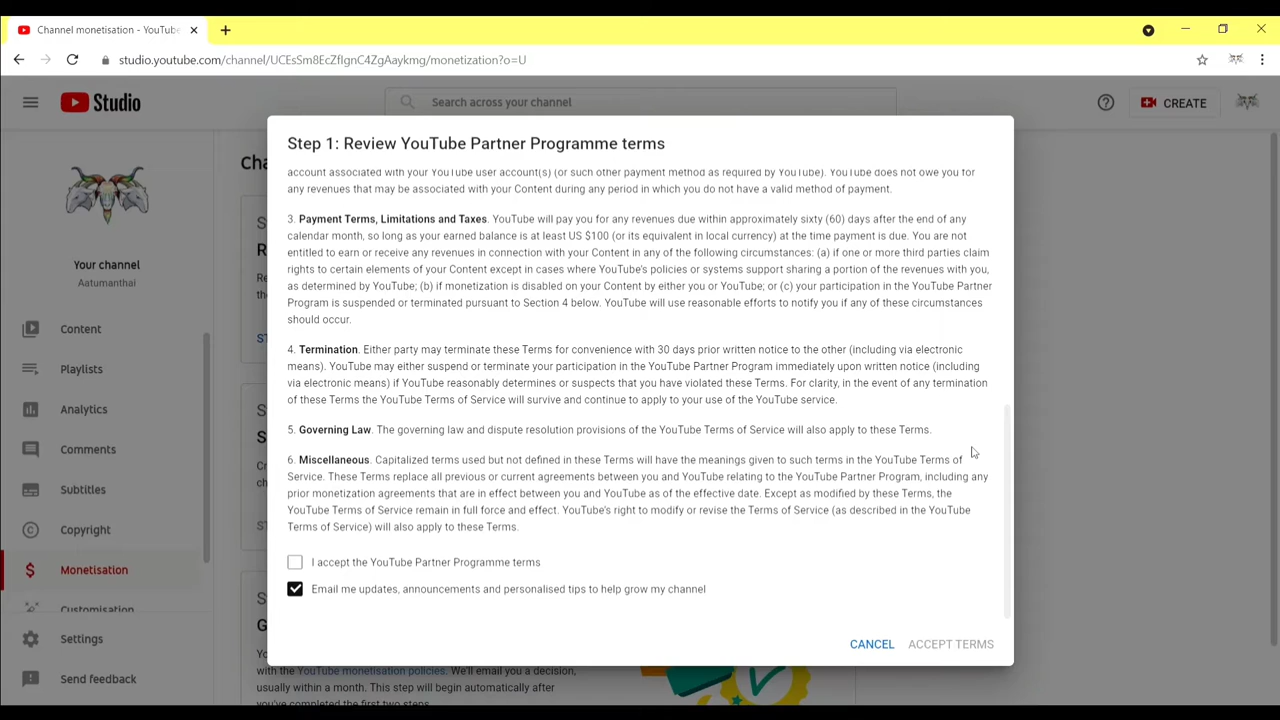 Channel monetisation - YouTube
studio.youtube.com/channel/UCEsSm8EcZfIgnC4ZgAaykmg/monetization?o=U
Studio
Search across your channel
CREATE
Your channel
Aatumanthai
Content
Playlists
Analytics
Comments
Subtitles
Copyright
Monetisation
Customisation
Settings
Send feedback
Step 1: Review YouTube Partner Programme terms
account associated with your YouTube user account(s) (or such other payment method as required by YouTube). YouTube does not owe you for
any revenues that may be associated with your Content during any period in which you do not have a valid method of payment.
3. Payment Terms, Limitations and Taxes. YouTube will pay you for any revenues due within approximately sixty (60) days after the end of any
calendar month, so long as your earned balance is at least US $100 (or its equivalent in local currency) at the time payment is due. You are not
entitled to earn or receive any revenues in connection with your Content in any of the following circumstances: (a) if one or more third parties claim
rights to certain elements of your Content except in cases where YouTube's policies or systems support sharing a portion of the revenues with you,
as determined by YouTube; (b) if monetization is disabled on your Content by either you or YouTube; or (c) your participation in the YouTube Partner
Program is suspended or terminated pursuant to Section 4 below. YouTube will use reasonable efforts to notify you if any of these circumstances
should occur.
4. Termination. Either party may terminate these Terms for convenience with 30 days prior written notice to the other (including via electronic
means). YouTube may either suspend or terminate your participation in the YouTube Partner Program immediately upon written notice (including
via electronic means) if YouTube reasonably determines or suspects that you have violated these Terms. For clarity, in the event of any termination
of these Terms the YouTube Terms of Service will survive and continue to apply to your use of the YouTube service.
5. Governing Law. The governing law and dispute resolution provisions of the YouTube Terms of Service will also apply to these Terms.
6. Miscellaneous. Capitalized terms used but not defined in these Terms will have the meanings given to such terms in the YouTube Terms of
Service. These Terms replace all previous or current agreements between you and YouTube relating to the YouTube Partner Program, including any
prior monetization agreements that are in effect between you and YouTube as of the effective date. Except as modified by these Terms, the
YouTube Terms of Service remain in full force and effect. YouTube's right to modify or revise the Terms of Service (as described in the YouTube
Terms of Service) will also apply to these Terms.
I accept the YouTube Partner Programme terms
Email me updates, announcements and personalised tips to help grow my channel
CANCEL ACCEPT TERMS
with the YouTube monetisation policies. We'll email you a decision,
usually within a month. This step will begin automatically after
you've completed the first two steps.